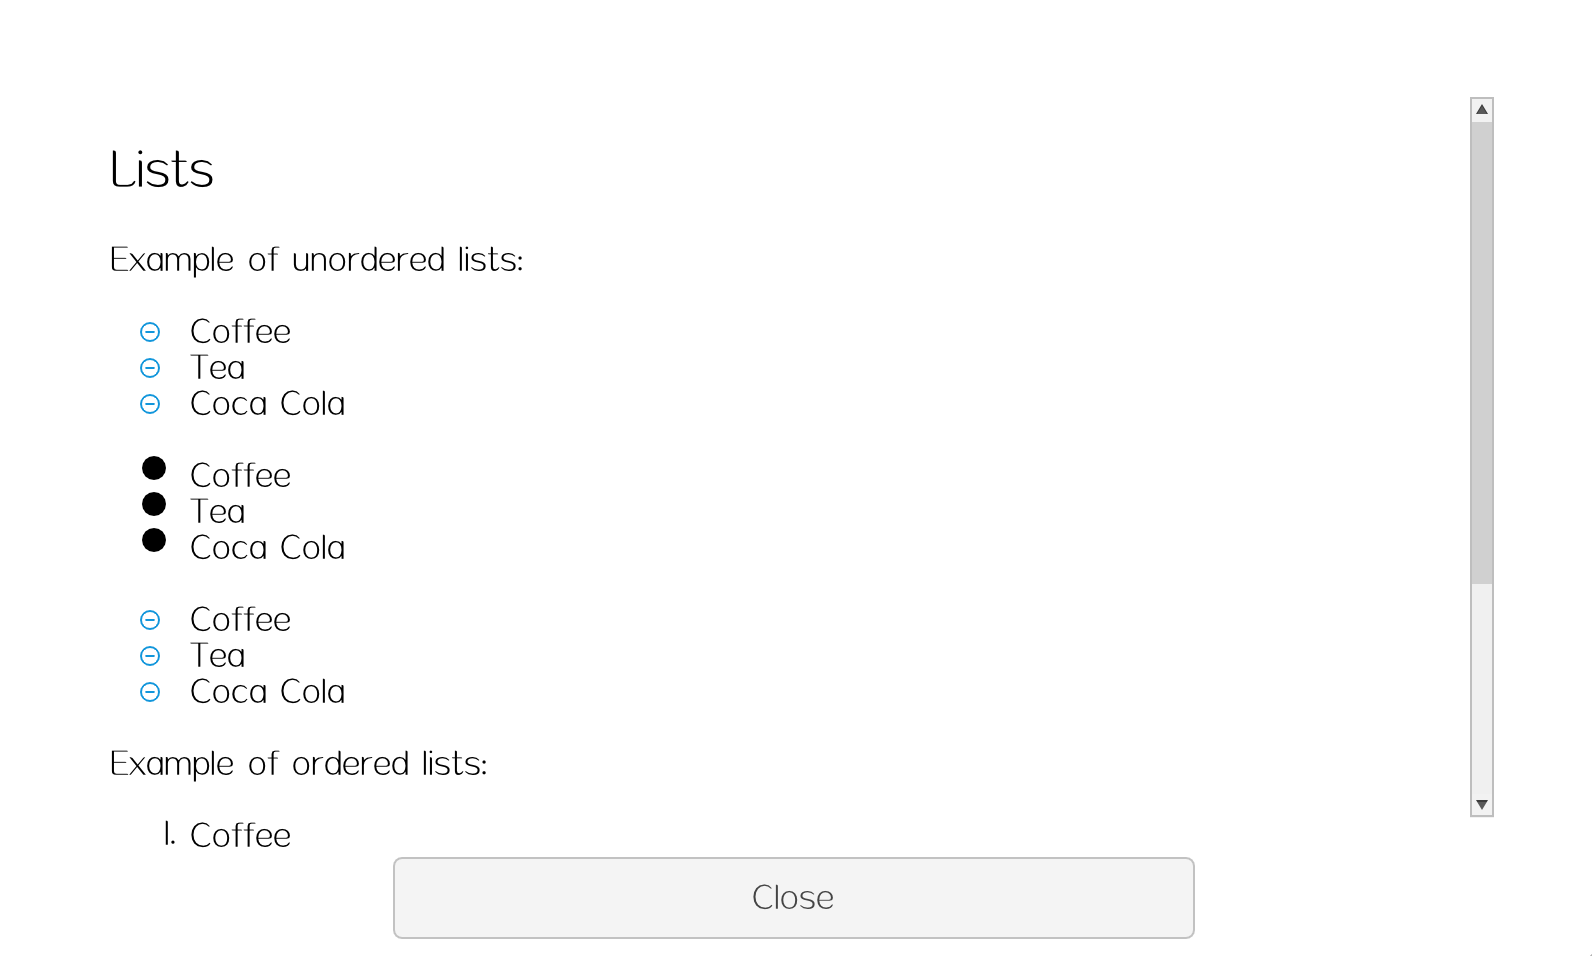 Lists
Example of unordered lists:
Coffee
Tea
Coca Cola
Coffee
Tea
Coca Cola
Coffee
Tea
Coca Cola
Example of ordered lists:
1. Coffee
Close